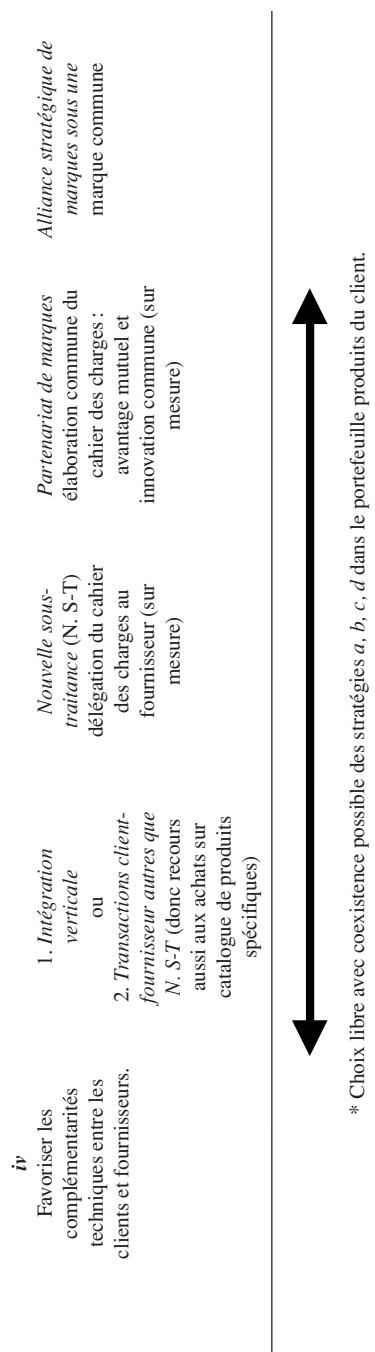 iv
Favoriser les
complémentarités
techniques entre les
clients et fournisseurs.
1. Intégration
verticale
ou
2. Transactions client-
fournisseur autres que
N. S-T (donc recours
aussi aux achats sur
catalogue de produits
spécifiques)
Nouvelle sous-
traitance (N. S-T)
délégation du cahier
des charges au
fournisseur (sur
mesure)
Partenariat de marques
élaboration commune du
cahier des charges :
avantage mutuel et
innovation commune (sur
mesure)
Alliance stratégique de
marques sous une
marque commune
* Choix libre avec coexistence possible des stratégies a, b, c, d dans le portefeuille produits du client.